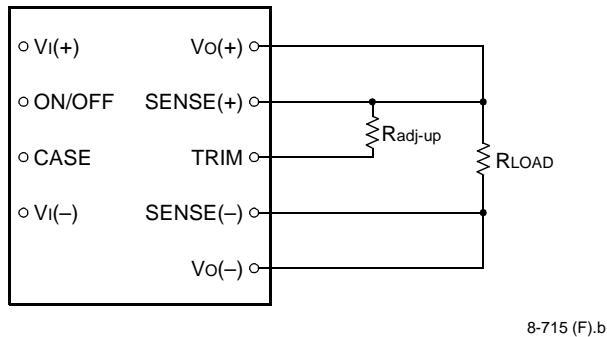 VI(+) VO(+)
ON/OFF SENSE(+)
Radj-up
CASE TRIM RLOAD
VI(–) SENSE(–)
VO(–)
8-715 (F).b